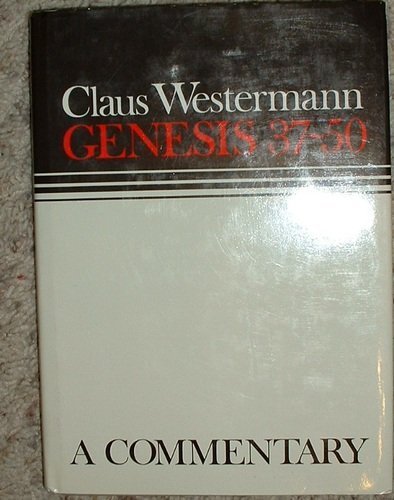 Claus Westermann
GENESIS 37-50
A COMMENTARY